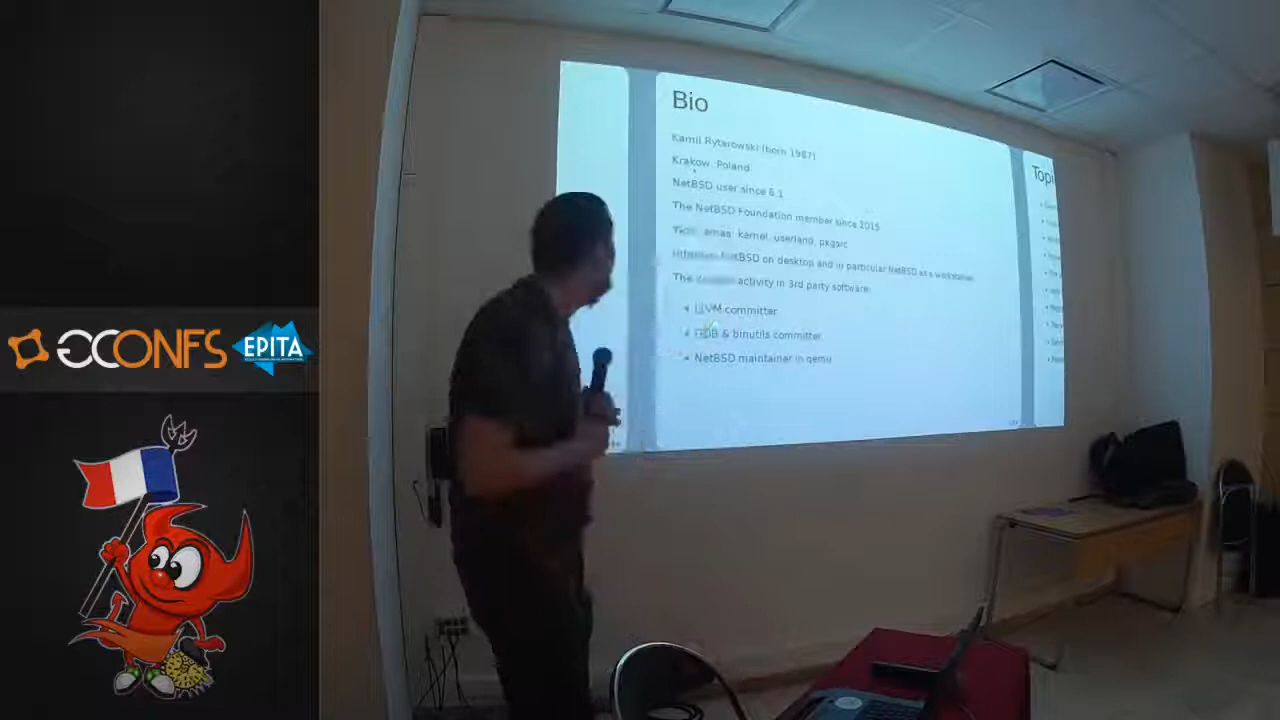 GCONFS
EPITA
Bio
Kamil Rytarowski (born 1987)
Krakow, Poland
NetBSD user since 6.1
The NetBSD Foundation member since 2015
kernel, userland, pkgsrc
NetBSD on desktop and in particular NetBSD as a workstation
The activity in 3rd party software:
LLVM committer
GDB & binutils committer
NetBSD maintainer in qemu
Topi